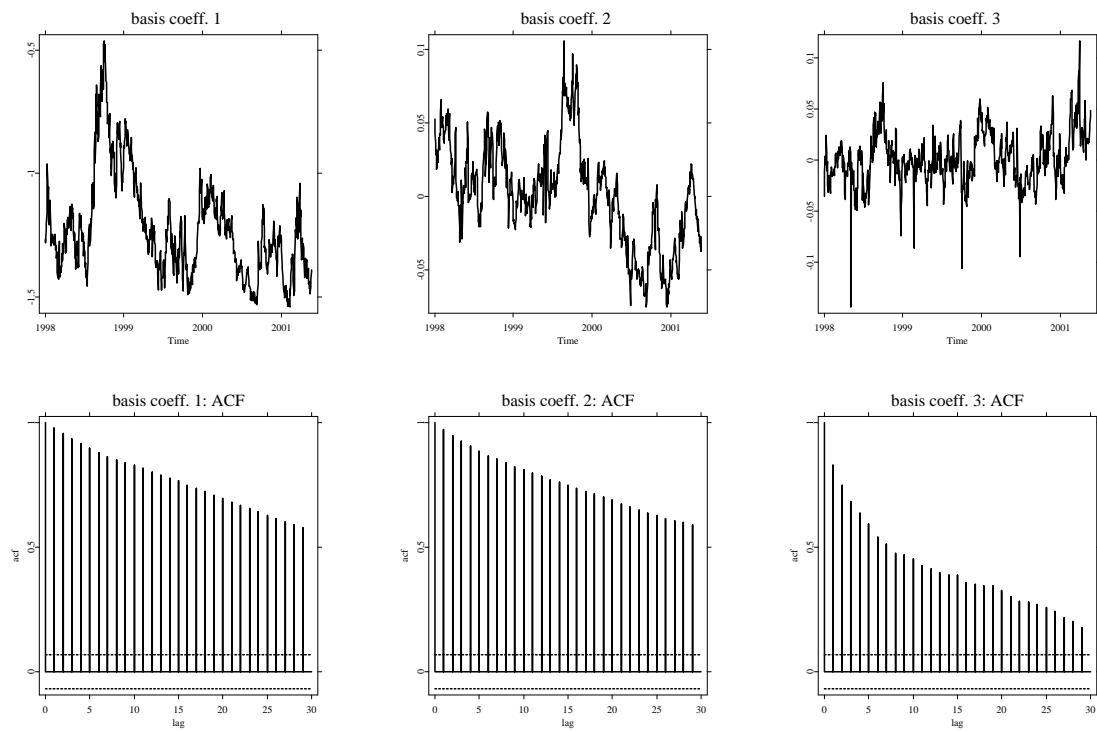 basis coeff. 1
-0.5
-1
-1.5
1998 1999 2000 2001
Time
basis coeff. 2
0.1
0.05
0
-0.05
1998 1999 2000 2001
Time
basis coeff. 3
0.1
0.05
0
-0.05
-0.1
1998 1999 2000 2001
Time
basis coeff. 1: ACF
1
0.5
0
acf
0 5 10 15 20 25 30
lag
basis coeff. 2: ACF
1
0.5
0
acf
0 5 10 15 20 25 30
lag
basis coeff. 3: ACF
1
0.5
0
acf
0 5 10 15 20 25 30
lag